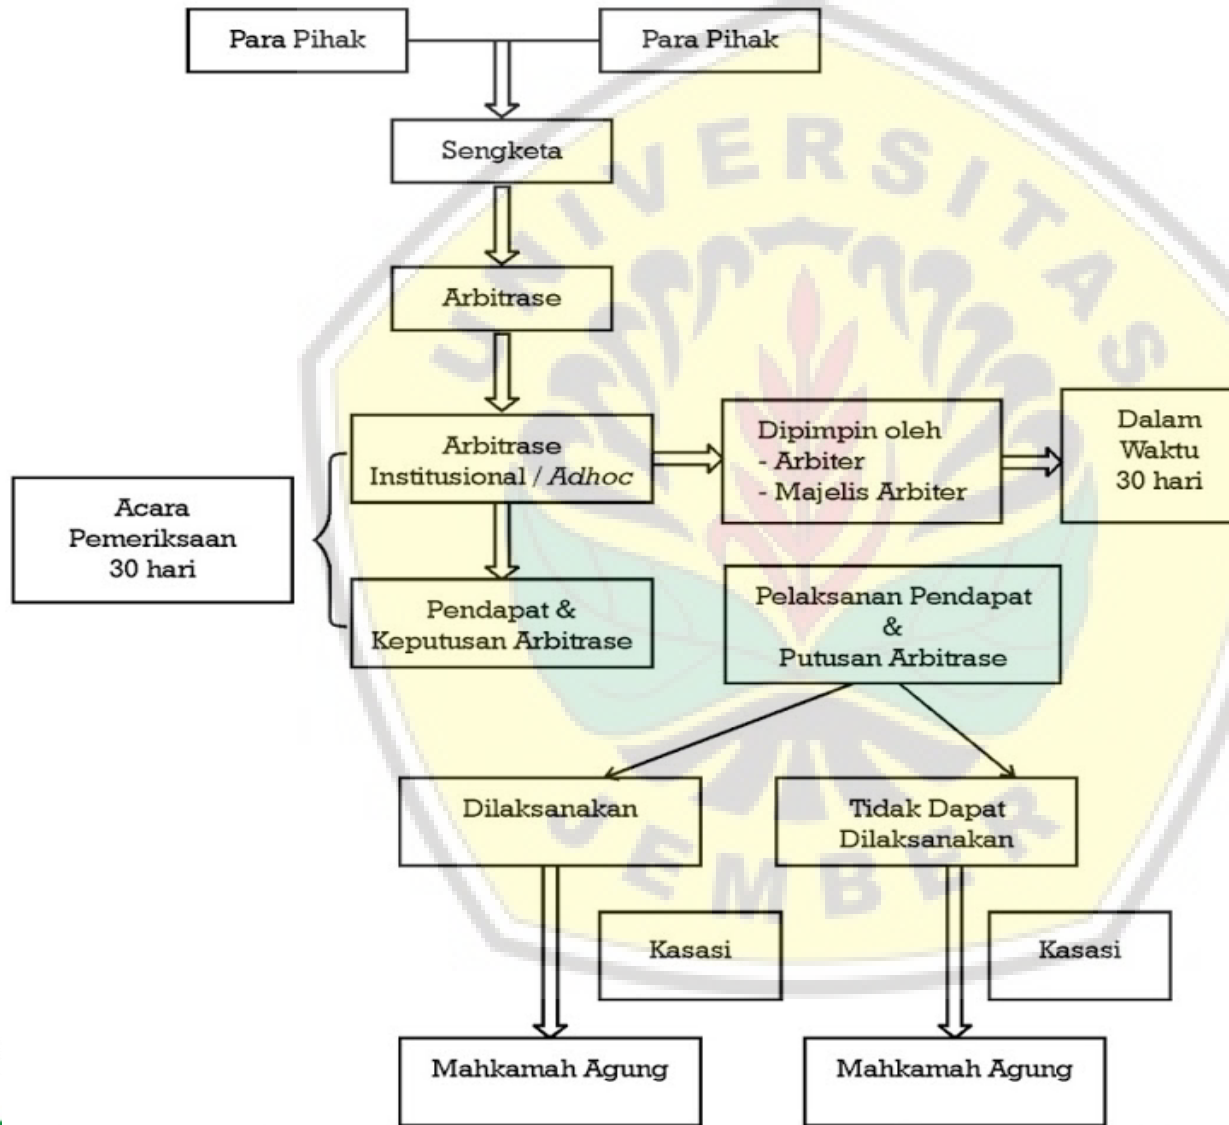 Para Pihak
Para Pihak
Sengketa
Arbitrase
Arbitrase
Institusional / Adhoc
Dipimpin oleh
- Arbiter
- Majelis Arbiter
Dalam
Waktu
30 hari
Acara
Pemeriksaan
30 hari
Pendapat &
Keputusan Arbitrase
Pelaksanan Pendapat
&
Putusan Arbitrase
Dilaksanakan
Tidak Dapat
Dilaksanakan
Kasasi
Kasasi
Mahkamah Agung
Mahkamah Agung
UNIVERSITAS
JEMBER